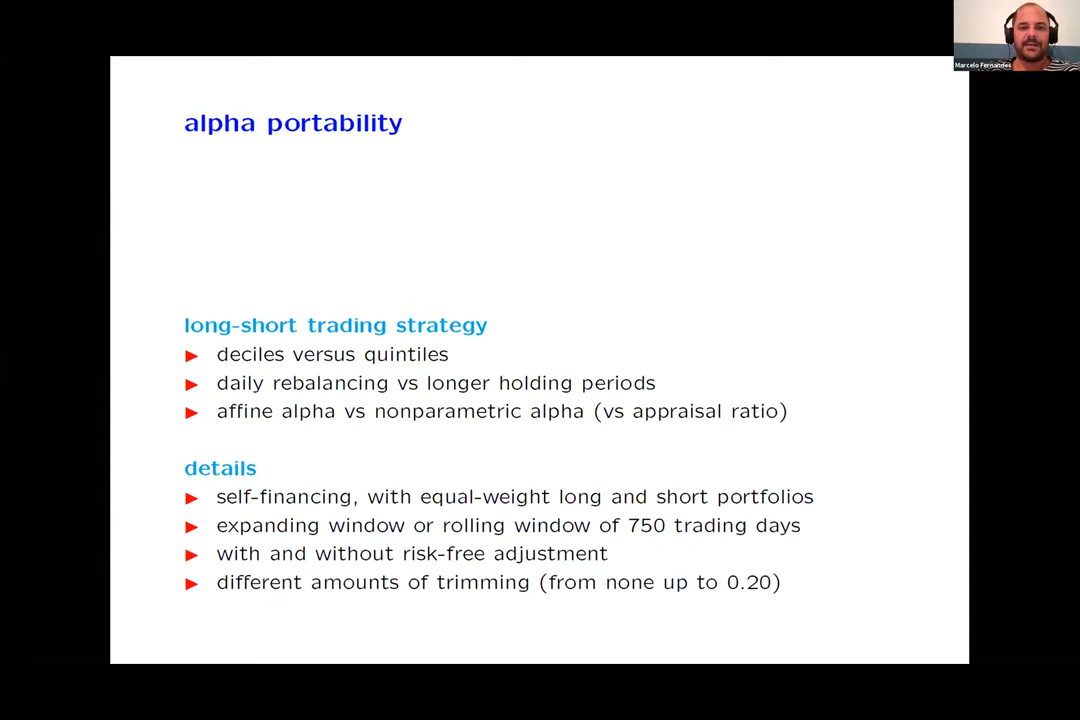 Marcelo Fernandes
alpha portability
long-short trading strategy
▶ deciles versus quintiles
▶ daily rebalancing vs longer holding periods
▶ affine alpha vs nonparametric alpha (vs appraisal ratio)
details
▶ self-financing, with equal-weight long and short portfolios
▶ expanding window or rolling window of 750 trading days
▶ with and without risk-free adjustment
▶ different amounts of trimming (from none up to 0.20)